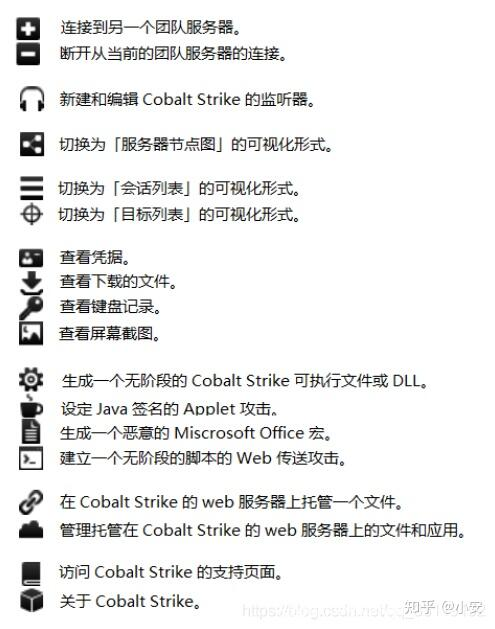 连接到另一个团队服务器。
断开从当前的团队服务器的连接。
新建和编辑 Cobalt Strike 的监听器。
切换为「服务器节点图」的可视化形式。
切换为「会话列表」的可视化形式。
切换为「目标列表」的可视化形式。
查看凭据。
查看下载的文件。
查看键盘记录。
查看屏幕截图。
生成一个无阶段的 Cobalt Strike 可执行文件或 DLL。
设定 Java 签名的 Applet 攻击。
生成一个恶意的 Miscrosoft Office 宏。
建立一个无阶段的脚本的 Web 传送攻击。
在 Cobalt Strike 的 web 服务器上托管一个文件。
管理托管在 Cobalt Strike 的 web 服务器上的文件和应用。
访问 Cobalt Strike 的支持页面。
关于 Cobalt Strike。
知乎 @小安